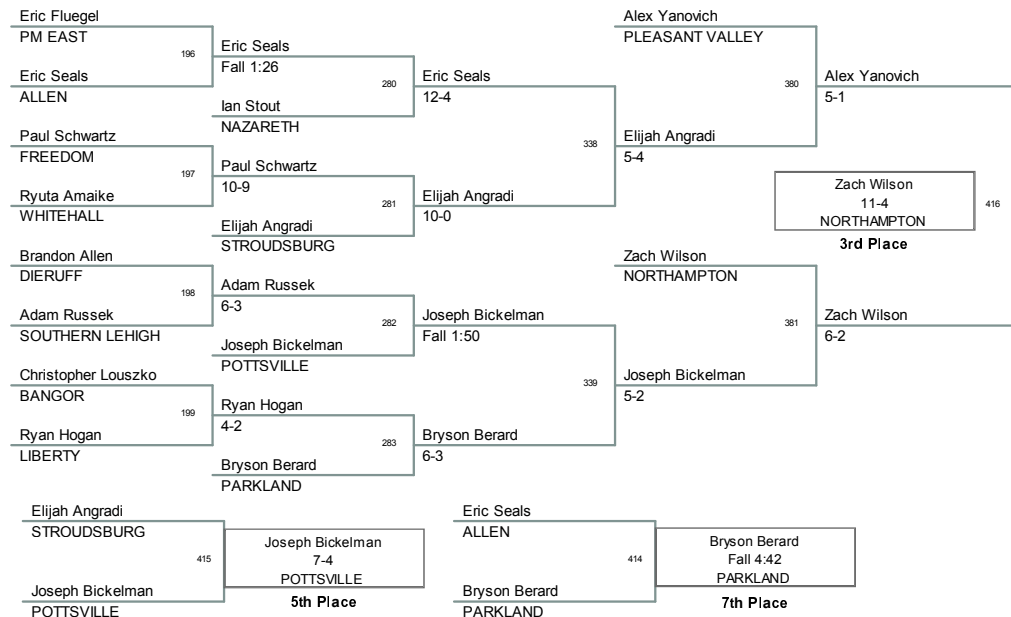 Eric Fluegel
PM EAST
196
Eric Seals
ALLEN
Paul Schwartz
FREEDOM
197
Ryuta Amaike
WHITEHALL
Brandon Allen
DIERUFF
198
Adam Russek
SOUTHERN LEHIGH
Christopher Louszko
BANGOR
199
Ryan Hogan
LIBERTY
Eric Seals
Fall 1:26
280
Ian Stout
NAZARETH
Paul Schwartz
10-9
281
Elijah Angradi
STROUDSBURG
Adam Russek
6-3
282
Joseph Bickelman
POTTSVILLE
Ryan Hogan
4-2
283
Bryson Berard
PARKLAND
Eric Seals
12-4
338
Elijah Angradi
10-0
Joseph Bickelman
Fall 1:50
339
Bryson Berard
6-3
Alex Yanovich
PLEASANT VALLEY
380
Elijah Angradi
5-4
Zach Wilson
NORTHAMPTON
381
Joseph Bickelman
5-2
Alex Yanovich
5-1
Zach Wilson
11-4
NORTHAMPTON
416
3rd Place
Zach Wilson
6-2
Elijah Angradi
STROUDSBURG
415
Joseph Bickelman
POTTSVILLE
Joseph Bickelman
7-4
POTTSVILLE
5th Place
Eric Seals
ALLEN
414
Bryson Berard
PARKLAND
Bryson Berard
Fall 4:42
PARKLAND
7th Place